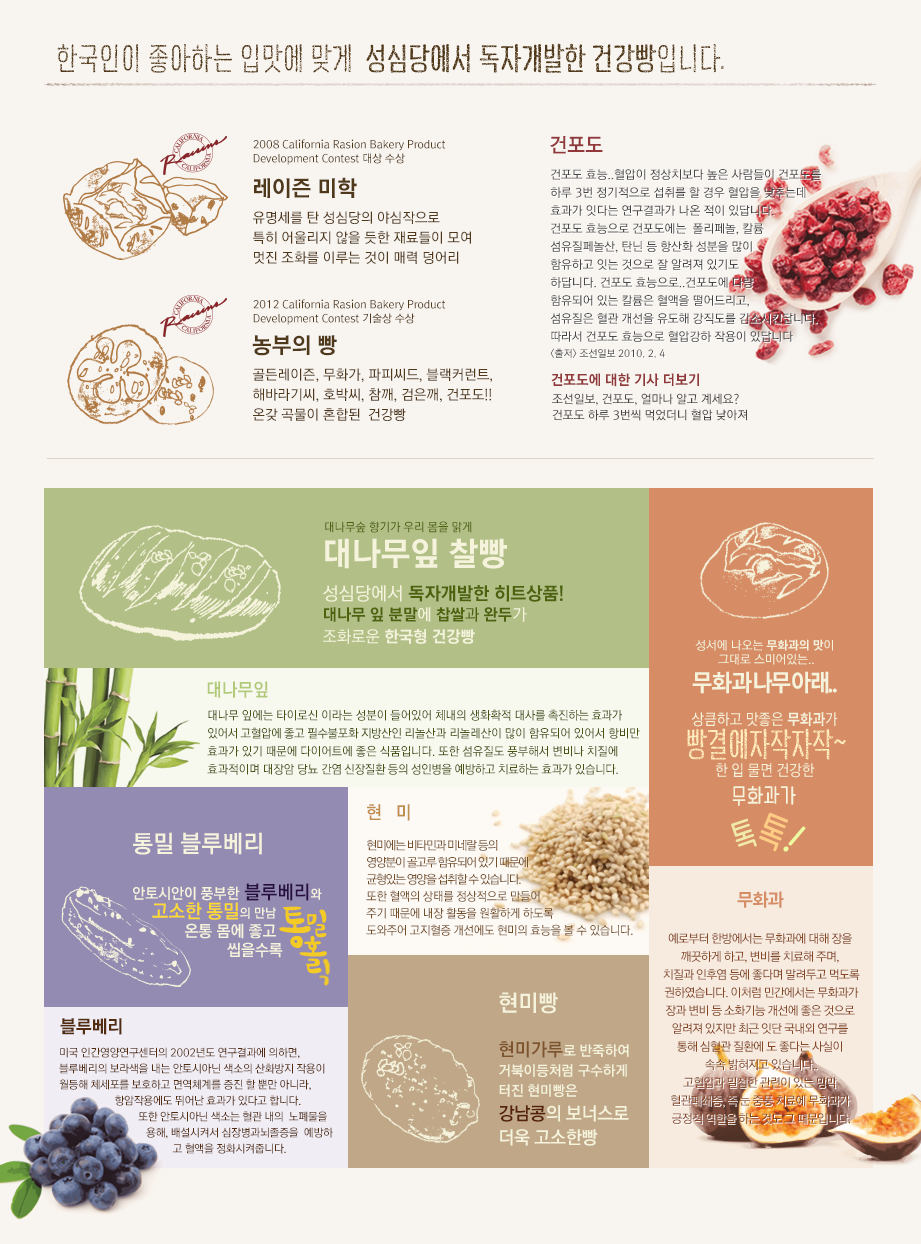 한국인이 좋아하는 입맛에 맞게 성심당에서 독자개발한 건강빵입니다.
CALIFORNIA
Raisins
CALIFORNIA
2008 California Rasion Bakery Product
Development Contest 대상 수상
레이즌 미학
유명세를 탄 성심당의 야심작으로
특히 어울리지 않을 듯한 재료들이 모여
멋진 조화를 이루는 것이 매력 덩어리
CALIFORNIA
Raisins
CALIFORNIA
2012 California Rasion Bakery Product
Development Contest 기술상 수상
농부의 빵
골든레이즌, 무화가, 파피씨드, 블랙커런트,
해바라기씨, 호박씨, 참깨, 검은깨, 건포도!!
온갖 곡물이 혼합된 건강빵
건포도
건포도 효능..혈압이 정상치보다 높은 사람들이 건포도를
하루 3번 정기적으로 섭취를 할 경우 혈압을 낮추는데
효과가 잇다는 연구결과가 나온 적이 있답니다.
건포도 효능으로 건포도에는 폴리페놀, 칼륨
섬유질페놀산, 탄닌 등 항산화 성분을 많이
함유하고 잇는 것으로 잘 알려져 있기도
하답니다. 건포도 효능으로..건포도에 다량
함유되어 있는 칼륨은 혈액을 떨어드리고,
섬유질은 혈관 개선을 유도해 강직도를 감소시킨답니다.
따라서 건포도 효능으로 혈압강하 작용이 있답니다
(출저) 조선일보 2010. 2. 4
건포도에 대한 기사 더보기
조선일보, 건포도, 얼마나 알고 계세요?
건포도 하루 3번씩 먹었더니 혈압 낮아져
대나무숲 향기가 우리 몸을 맑게
대나무잎 찰빵
성심당에서 독자개발한 히트상품!
대나무 잎 분말에 찹쌀과 완두가
조화로운 한국형 건강빵
대나무잎
대나무 잎에는 타이로신 이라는 성분이 들어있어 체내의 생화확적 대사를 촉진하는 효과가
있어서 고혈압에 좋고 필수불포화 지방산인 리놀산과 리놀레산이 많이 함유되어 있어서 항비만
효과가 있기 때문에 다이어트에 좋은 식품입니다. 또한 섬유질도 풍부해서 변비나 치질에
효과적이며 대장암 당뇨 간염 신장질환 등의 성인병을 예방하고 치료하는 효과가 있습니다.
성서에 나오는 무화과의 맛이
그대로 스미어있는..
무화과나무아래..
상큼하고 맛좋은 무화과가
빵결에자작자작~
한 입 물면 건강한
무화과가
톡톡!
무화과
예로부터 한방에서는 무화과에 대해 장을
깨끗하게 하고, 변비를 치료해 주며,
치질과 인후염 등에 좋다며 말려두고 먹도록
권하였습니다. 이처럼 민간에서는 무화과가
장과 변비 등 소화기능 개선에 좋은 것으로
알려져 있지만 최근 잇단 국내외 연구를
통해 심혈관 질환에 도 좋다는 사실이
속속 밝혀지고 있습니다.
고혈압과 밀접한 관련이 있는 말라
혈관폐쇄증, 즉 눈 중풍 치료에 무화과가
긍정적 역할을 하는 것도 그 때문입니다.
통밀 블루베리
안토시안이 풍부한 블루베리와
고소한 통밀의 만남
온통 몸에 좋고
씹을수록
통밀홀릭
블루베리
미국 인간영양연구센터의 2002년도 연구결과에 의하면,
블루베리의 보라색을 내는 안토시아닌 색소의 산화방지 작용이
월등해 체세포를 보호하고 면역체계를 증진 할 뿐만 아니라,
항암작용에도 뛰어난 효과가 있다고 합니다.
또한 안토시아닌 색소는 혈관 내의 노폐물을
용해, 배설시켜서 심장병과뇌졸증을 예방하
고 혈액을 정화시켜줍니다.
현 미
현미에는 비타민과 미네랄 등의
영양분이 골고루 함유되어 있기 때문에
균형있는 영양을 섭취할 수 있습니다.
또한 혈액의 상태를 정상적으로 만들어
주기 때문에 내장 활동을 원활하게 하도록
도와주어 고지혈증 개선에도 현미의 효능을 볼 수 있습니다.
현미빵
현미가루로 반죽하여
거북이등처럼 구수하게
터진 현미빵은
강남콩의 보너스로
더욱 고소한빵